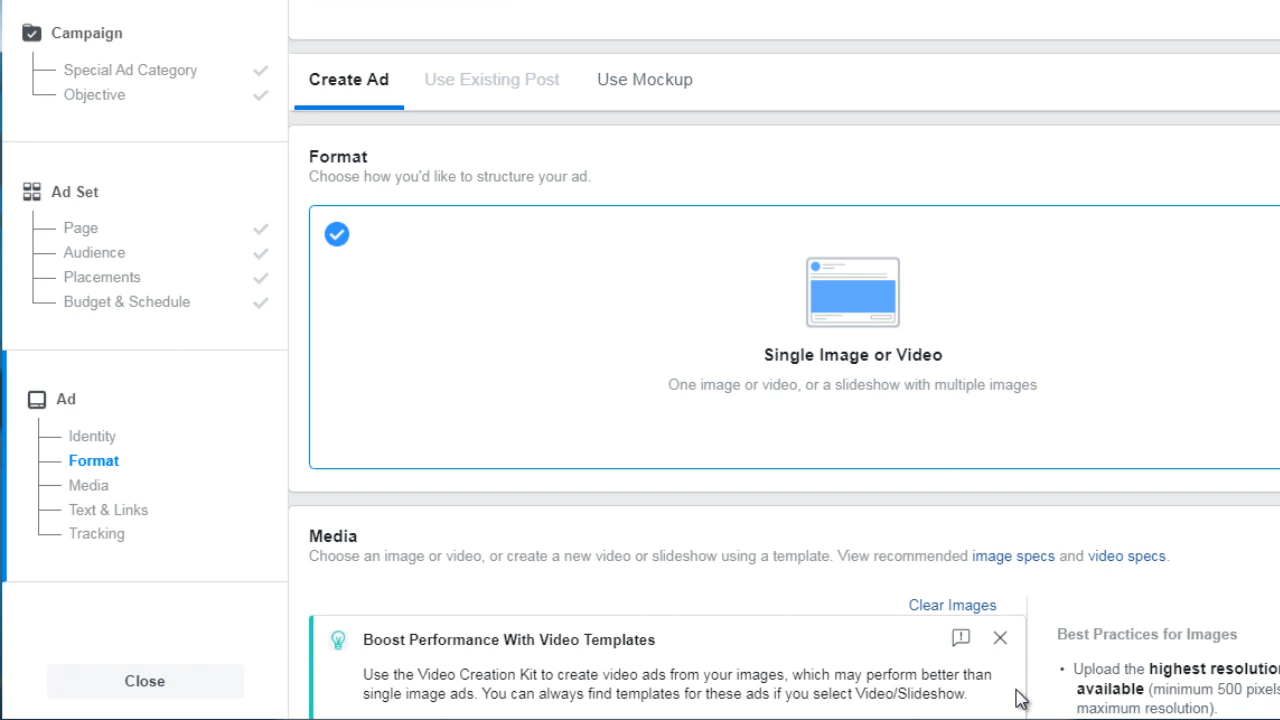 Campaign
Special Ad Category
Objective
Ad Set
Page
Audience
Placements
Budget & Schedule
Ad
Identity
Format
Media
Text & Links
Tracking
Close
Create Ad
Use Existing Post
Use Mockup
Format
Choose how you'd like to structure your ad.
Single Image or Video
One image or video, or a slideshow with multiple images
Media
Choose an image or video, or create a new video or slideshow using a template. View recommended image specs and video specs.
Clear Images
Boost Performance With Video Templates
Use the Video Creation Kit to create video ads from your images, which may perform better than
single image ads. You can always find templates for these ads if you select Video/Slideshow.
Best Practices for Images
• Upload the highest resolution
available (minimum 500 pixels
maximum resolution).